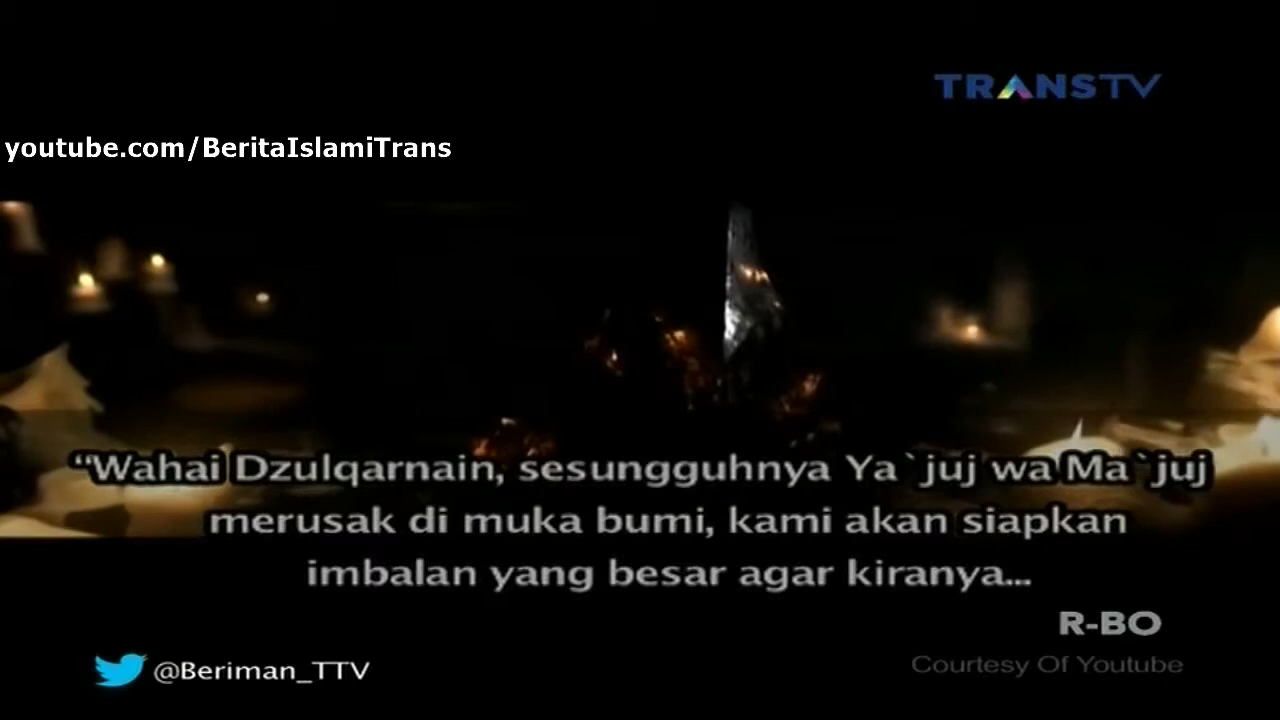 TRANSTV
youtube.com/BeritaIslamiTrans
“Wahai Dzulqarnain, sesungguhnya Ya`juj wa Ma`juj
merusak di muka bumi, kami akan siapkan
imbalan yang besar agar kiranya...
R-BO
Courtesy Of Youtube
@Beriman_TTV